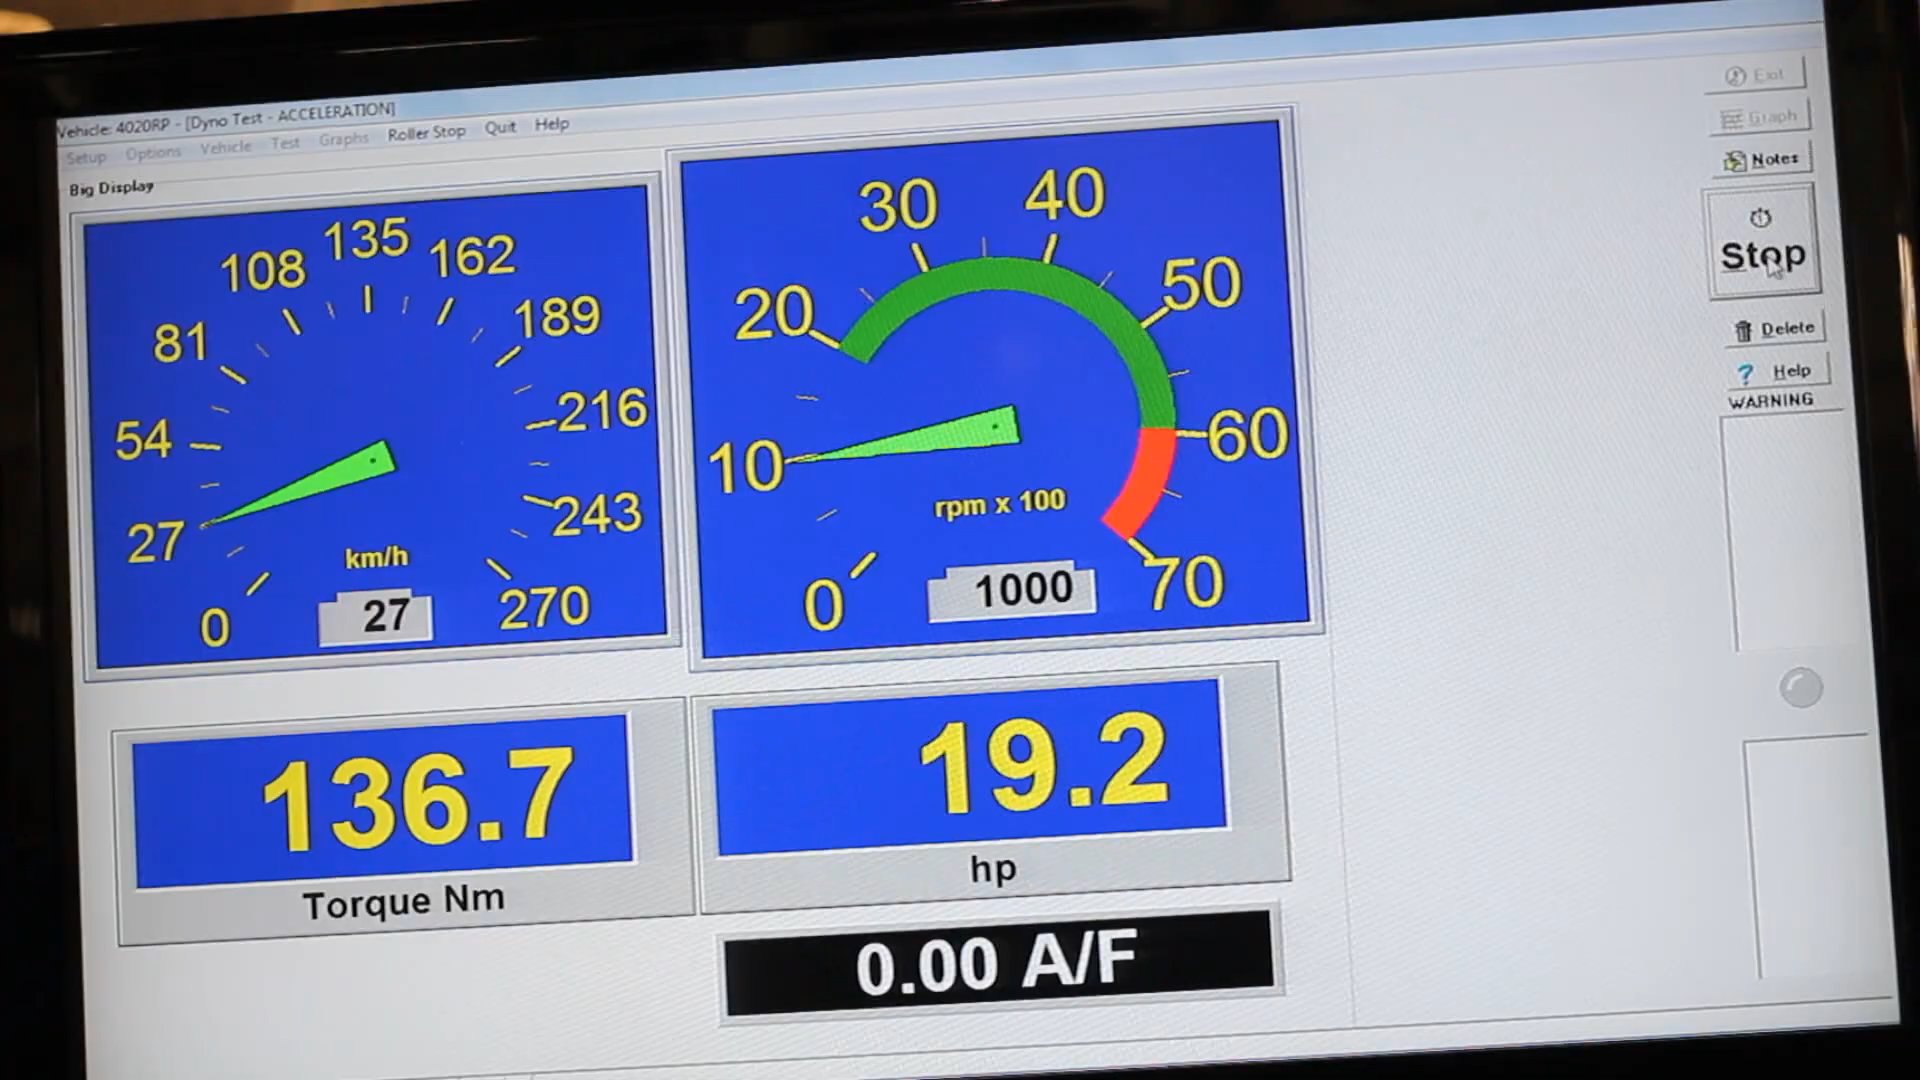 Vehicle: 4020RP - [Dyno Test - ACCELERATION]
Setup Options Vehicle Test Graphs Roller Stop Quit Help
Big Display
0 27 54 81 108 135 162 189 216 243 270
km/h
27
0 10 20 30 40 50 60 70
rpm x 100
1000
136.7
Torque Nm
19.2
hp
0.00 A/F
Exit
Graph
Notes
Stop
Delete
? Help
WARNING